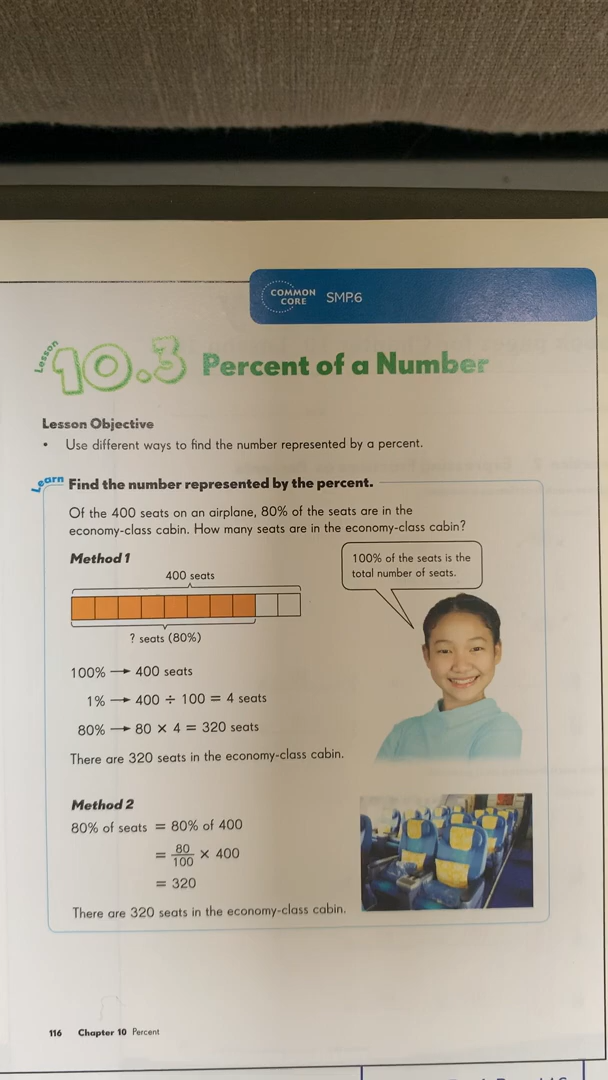 COMMON
CORE
SMP.6
Lesson
10.3 Percent of a Number
Lesson Objective
• Use different ways to find the number represented by a percent.
Learn Find the number represented by the percent.
Of the 400 seats on an airplane, 80% of the seats are in the
economy-class cabin. How many seats are in the economy-class cabin?
Method 1
400 seats
? seats (80%)
100% of the seats is the
total number of seats.
100% → 400 seats
1% → 400 ÷ 100 = 4 seats
80% → 80 × 4 = 320 seats
There are 320 seats in the economy-class cabin.
Method 2
80% of seats = 80% of 400
= 80/100 × 400
= 320
There are 320 seats in the economy-class cabin.
116 Chapter 10 Percent